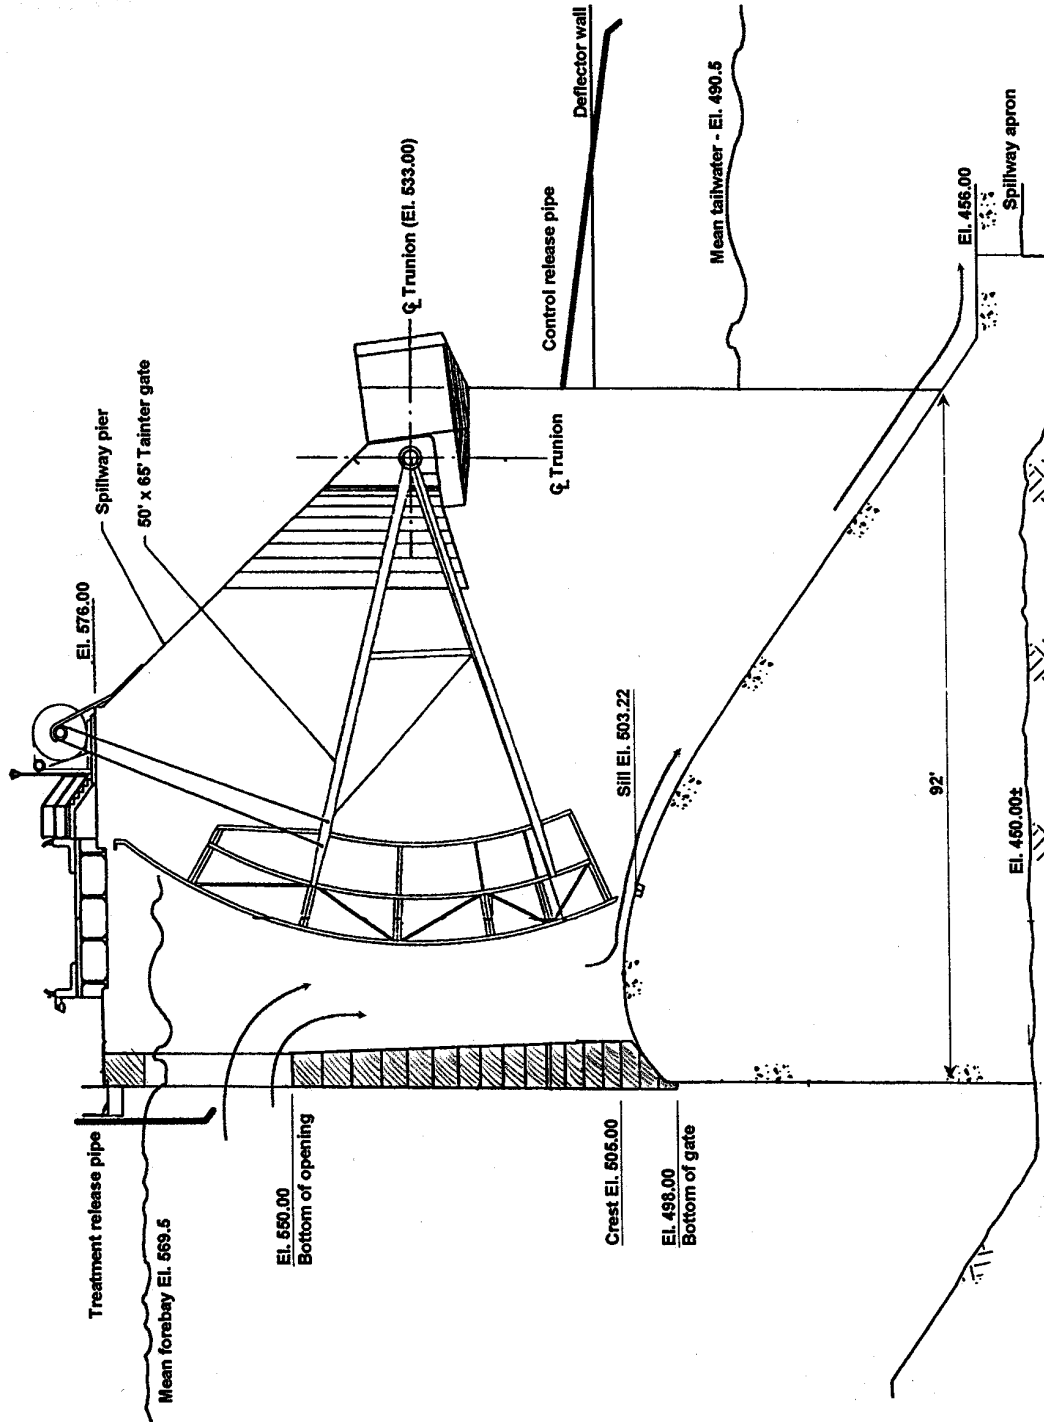 Treatment release pipe
Mean forebay El. 569.5
El. 550.00
Bottom of opening
Crest El. 505.00
El. 498.00
Bottom of gate
El. 576.00
Spillway pier
50' x 65' Tainter gate
Sill El. 503.22
92'
El. 450.00±
℄ Trunion (El. 533.00)
℄ Trunion
Control release pipe
Deflector wall
Mean tailwater - El. 490.5
El. 456.00
Spillway apron